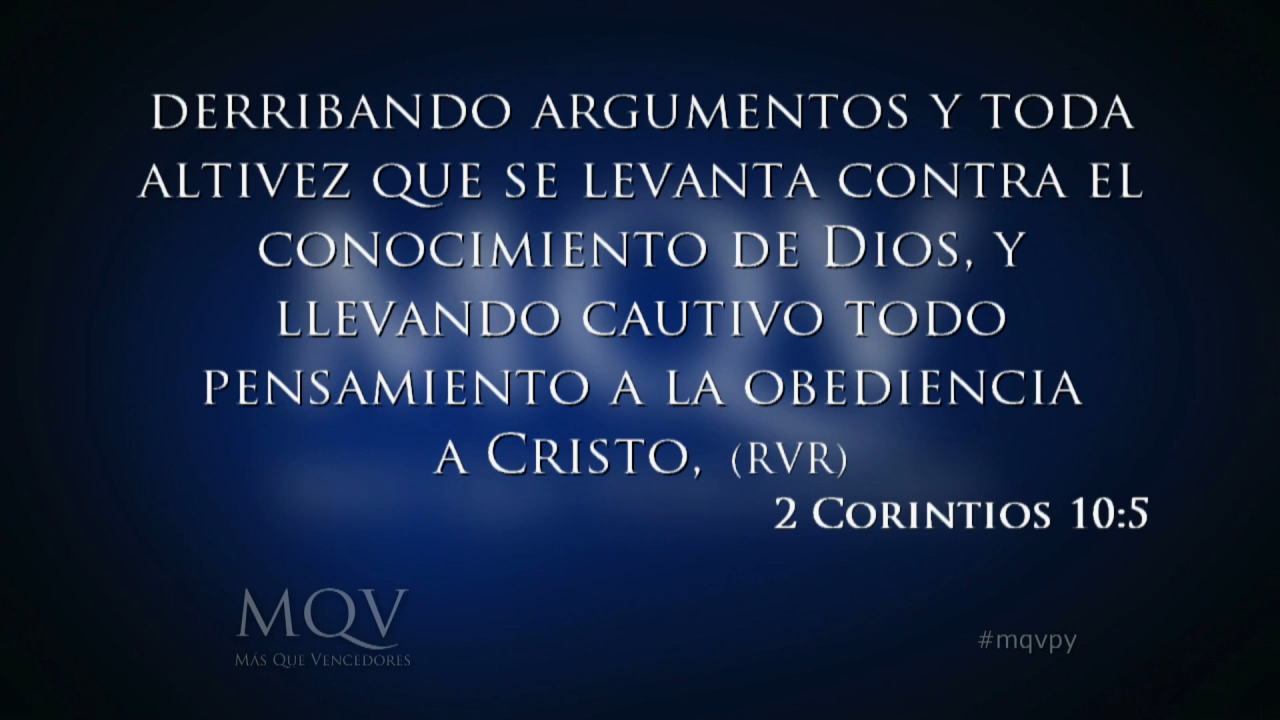 DERRIBANDO ARGUMENTOS Y TODA
ALTIVEZ QUE SE LEVANTA CONTRA EL
CONOCIMIENTO DE DIOS, Y
LLEVANDO CAUTIVO TODO
PENSAMIENTO A LA OBEDIENCIA
A CRISTO, (RVR)
2 CORINTIOS 10:5
MQV
MÁS QUE VENCEDORES
#mqvpy